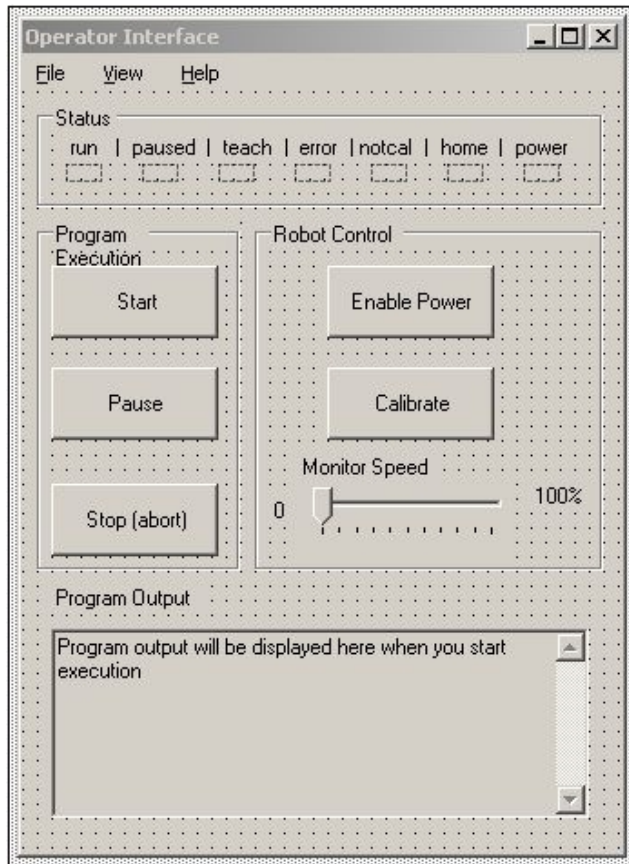 Operator Interface
File View Help
Status
run | paused | teach | error | notcal | home | power
Program
Execution
Robot Control
Start
Enable Power
Pause
Calibrate
Monitor Speed
0
100%
Stop (abort)
Program Output
Program output will be displayed here when you start
execution